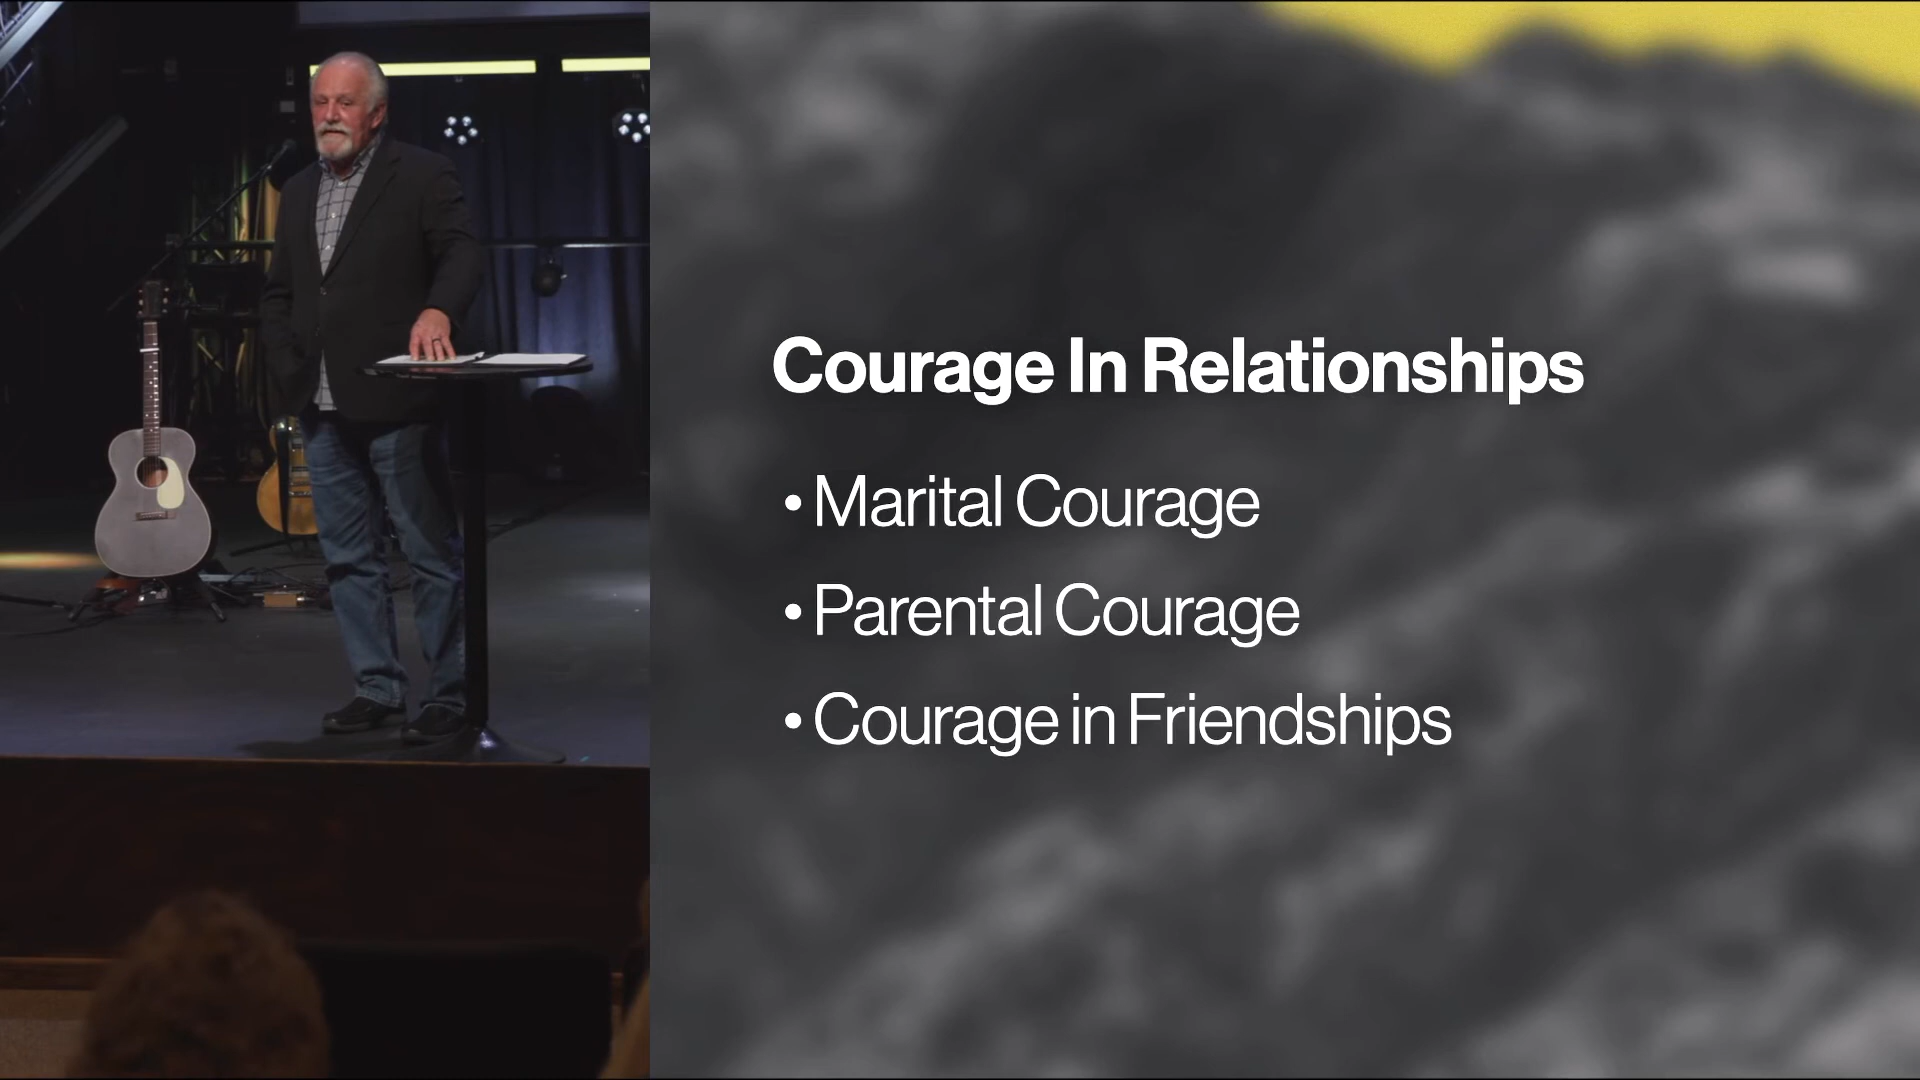 Courage In Relationships
• Marital Courage
• Parental Courage
• Courage in Friendships